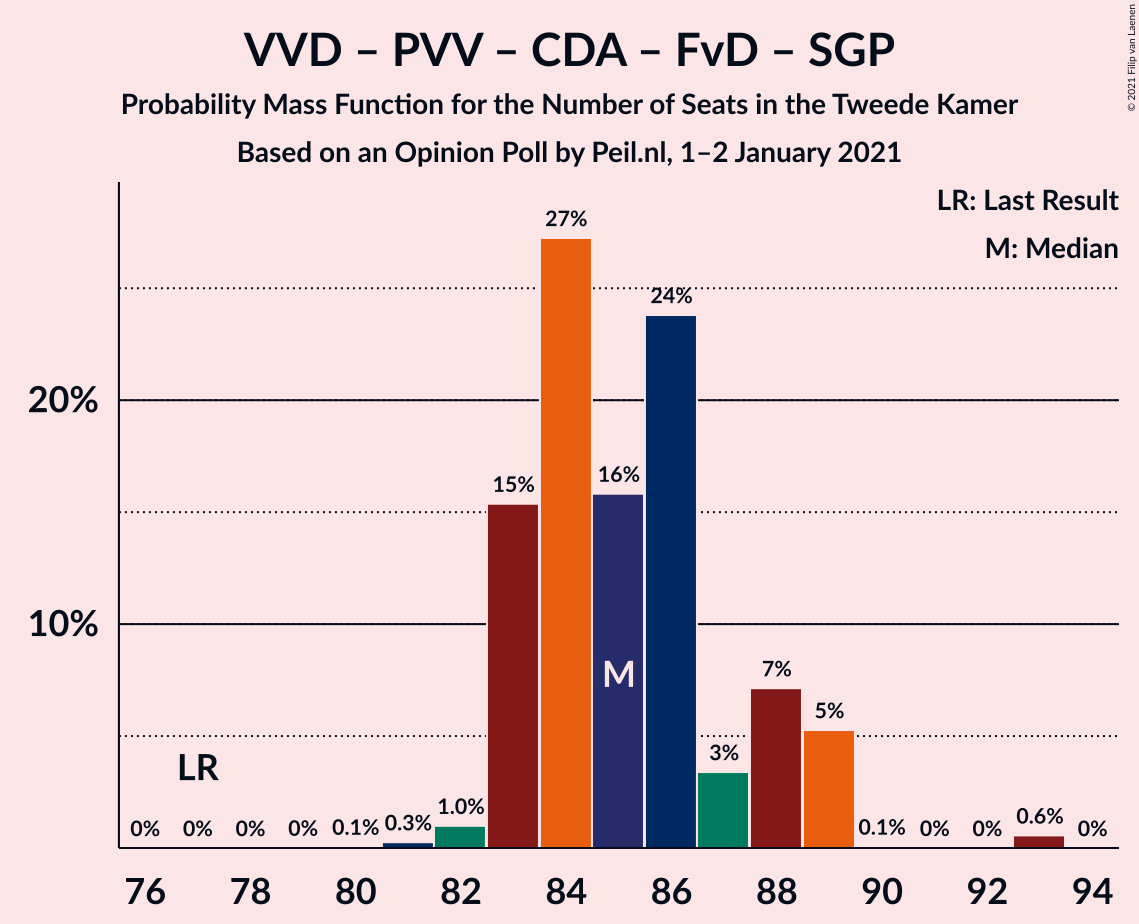 VVD – PVV – CDA – FvD – SGP
Probability Mass Function for the Number of Seats in the Tweede Kamer
Based on an Opinion Poll by Peil.nl, 1–2 January 2021
© 2021 Filip van Laenen
LR: Last Result
M: Median
27%
24%
20%
16%
15%
10%
M
7%
5%
3%
LR
0% 0% 0% 0% 0.1% 0.3% 1.0% 0.1% 0% 0% 0.6% 0%
76 78 80 82 84 86 88 90 92 94